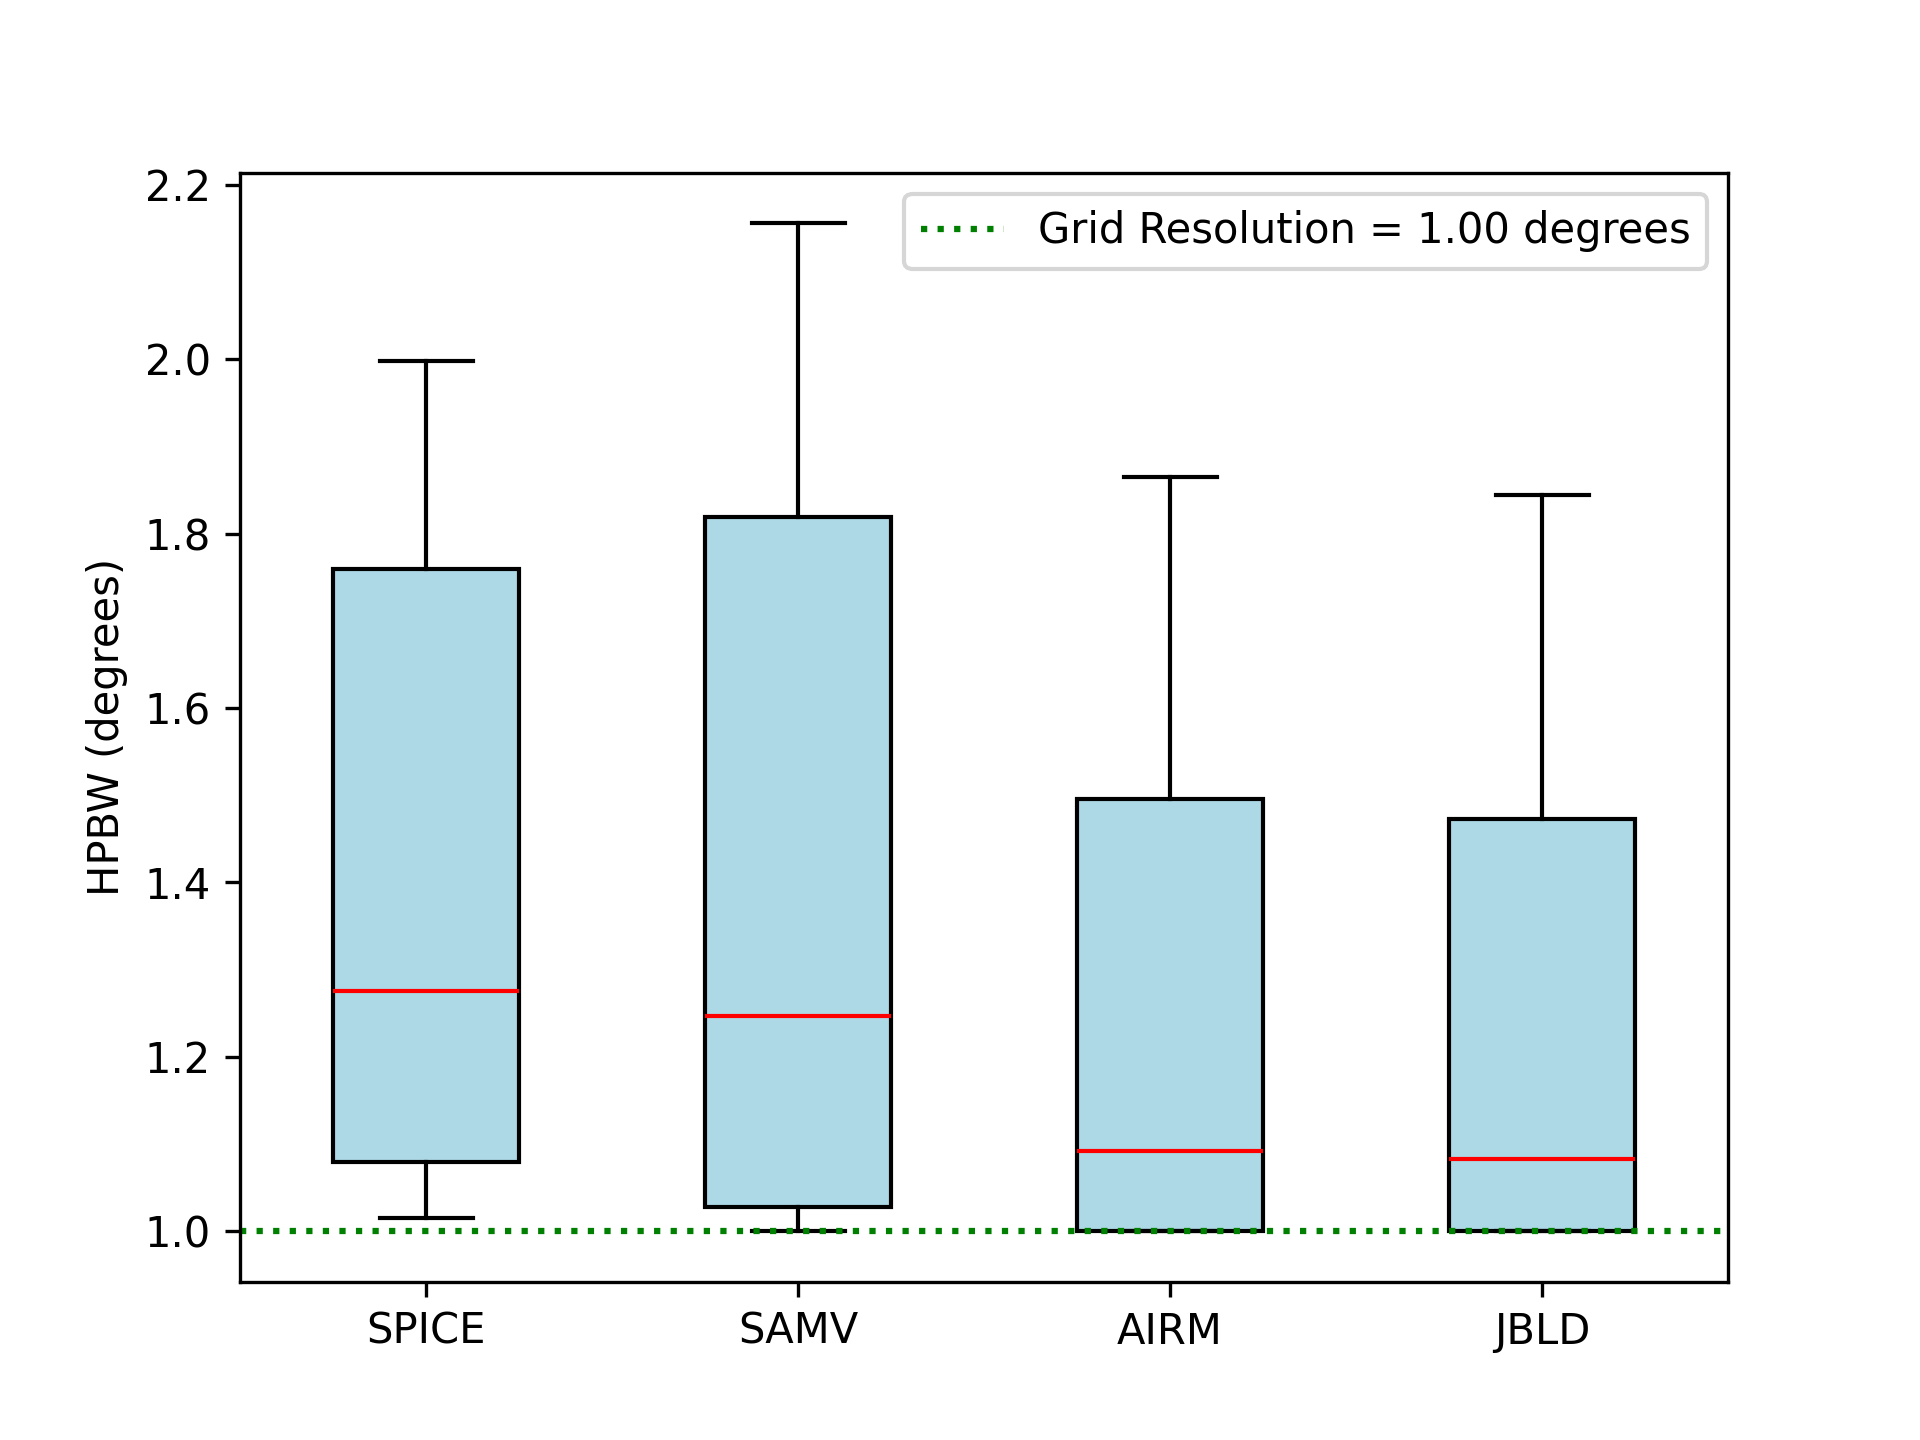 2.2
2.0
1.8
1.6
1.4
1.2
1.0
HPBW (degrees)
Grid Resolution = 1.00 degrees
SPICE
SAMV
AIRM
JBLD